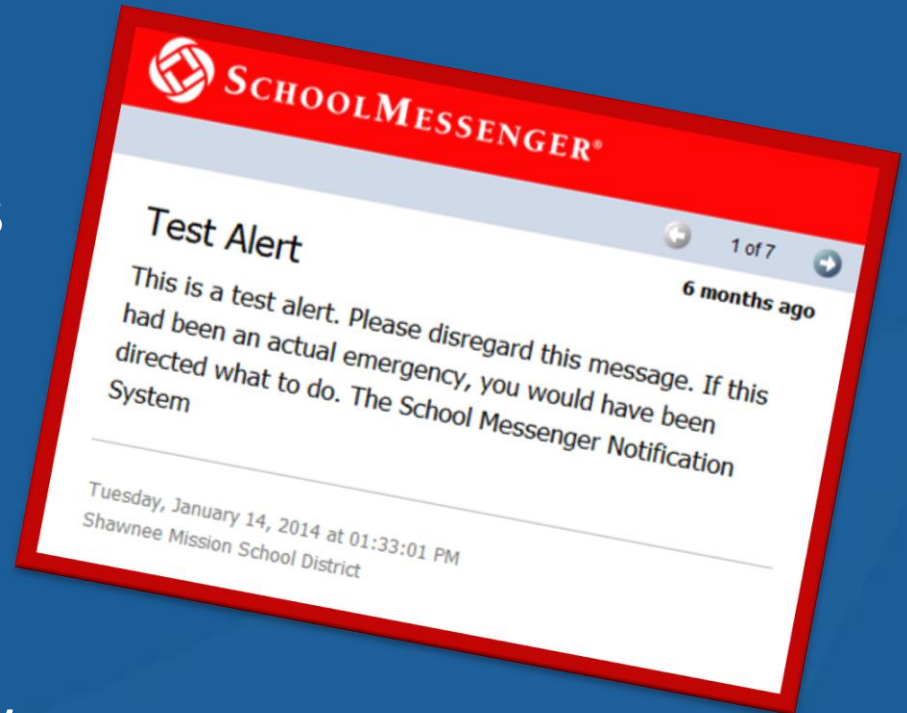 SCHOOLMESSENGER®
1 of 7
6 months ago
Test Alert
This is a test alert. Please disregard this message. If this
had been an actual emergency, you would have been
directed what to do. The School Messenger Notification
System
Tuesday, January 14, 2014 at 01:33:01 PM
Shawnee Mission School District